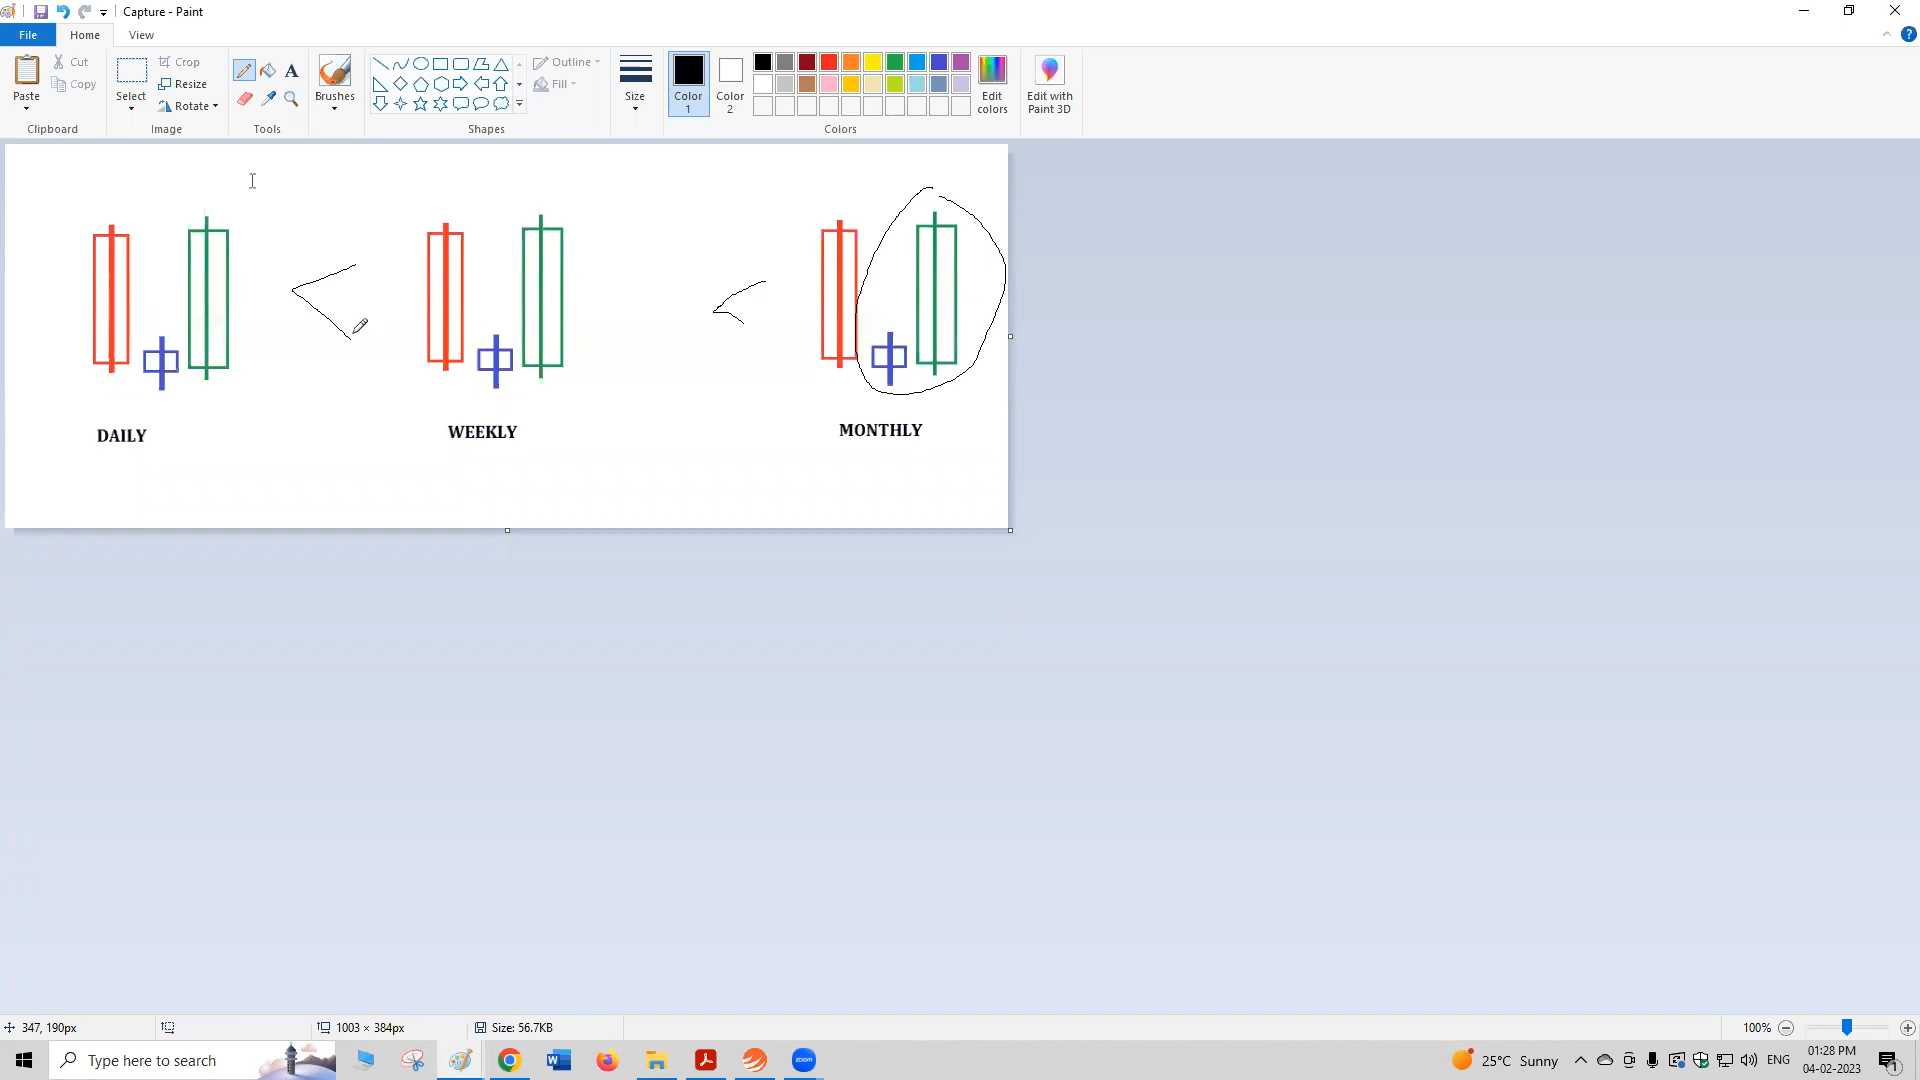 Capture - Paint
File Home View
Cut
Copy
Paste
Clipboard
Select
Crop
Resize
Rotate
Image
A
Tools
Brushes
Shapes
Outline
Fill
Size
Color 1
Color 2
Edit colors
Colors
Edit with Paint 3D
?
DAILY
WEEKLY
MONTHLY
347, 190px
1003 × 384px
Size: 56.7KB
100%
Type here to search
W
zoom
25°C Sunny
ENG
01:28 PM
04-02-2023
1